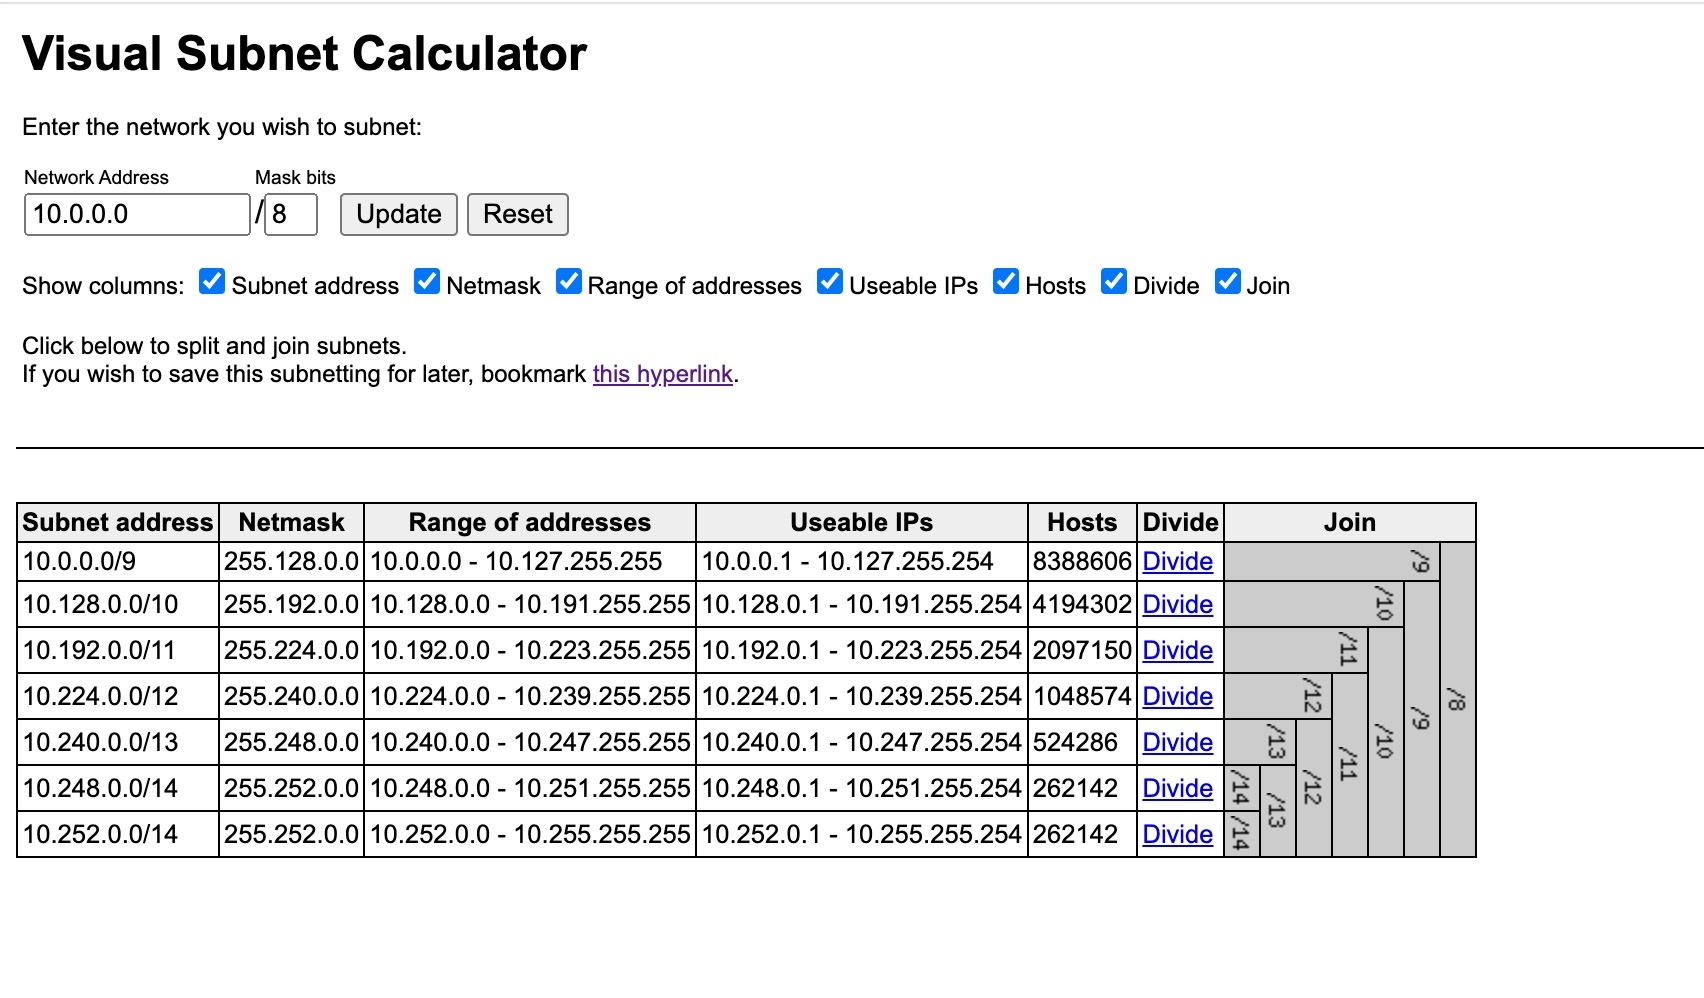 Visual Subnet Calculator
Enter the network you wish to subnet:
Network Address Mask bits
10.0.0.0 / 8 Update Reset
Show columns: Subnet address Netmask Range of addresses Useable IPs Hosts Divide Join
Click below to split and join subnets.
If you wish to save this subnetting for later, bookmark this hyperlink.
Subnet address Netmask Range of addresses Useable IPs Hosts Divide Join
10.0.0.0/9 255.128.0.0 10.0.0.0 - 10.127.255.255 10.0.0.1 - 10.127.255.254 8388606 Divide /9 /8
10.128.0.0/10 255.192.0.0 10.128.0.0 - 10.191.255.255 10.128.0.1 - 10.191.255.254 4194302 Divide /10 /9
10.192.0.0/11 255.224.0.0 10.192.0.0 - 10.223.255.255 10.192.0.1 - 10.223.255.254 2097150 Divide /11 /10
10.224.0.0/12 255.240.0.0 10.224.0.0 - 10.239.255.255 10.224.0.1 - 10.239.255.254 1048574 Divide /12 /11
10.240.0.0/13 255.248.0.0 10.240.0.0 - 10.247.255.255 10.240.0.1 - 10.247.255.254 524286 Divide /13 /12
10.248.0.0/14 255.252.0.0 10.248.0.0 - 10.251.255.255 10.248.0.1 - 10.251.255.254 262142 Divide /14 /13
10.252.0.0/14 255.252.0.0 10.252.0.0 - 10.255.255.255 10.252.0.1 - 10.255.255.254 262142 Divide /14